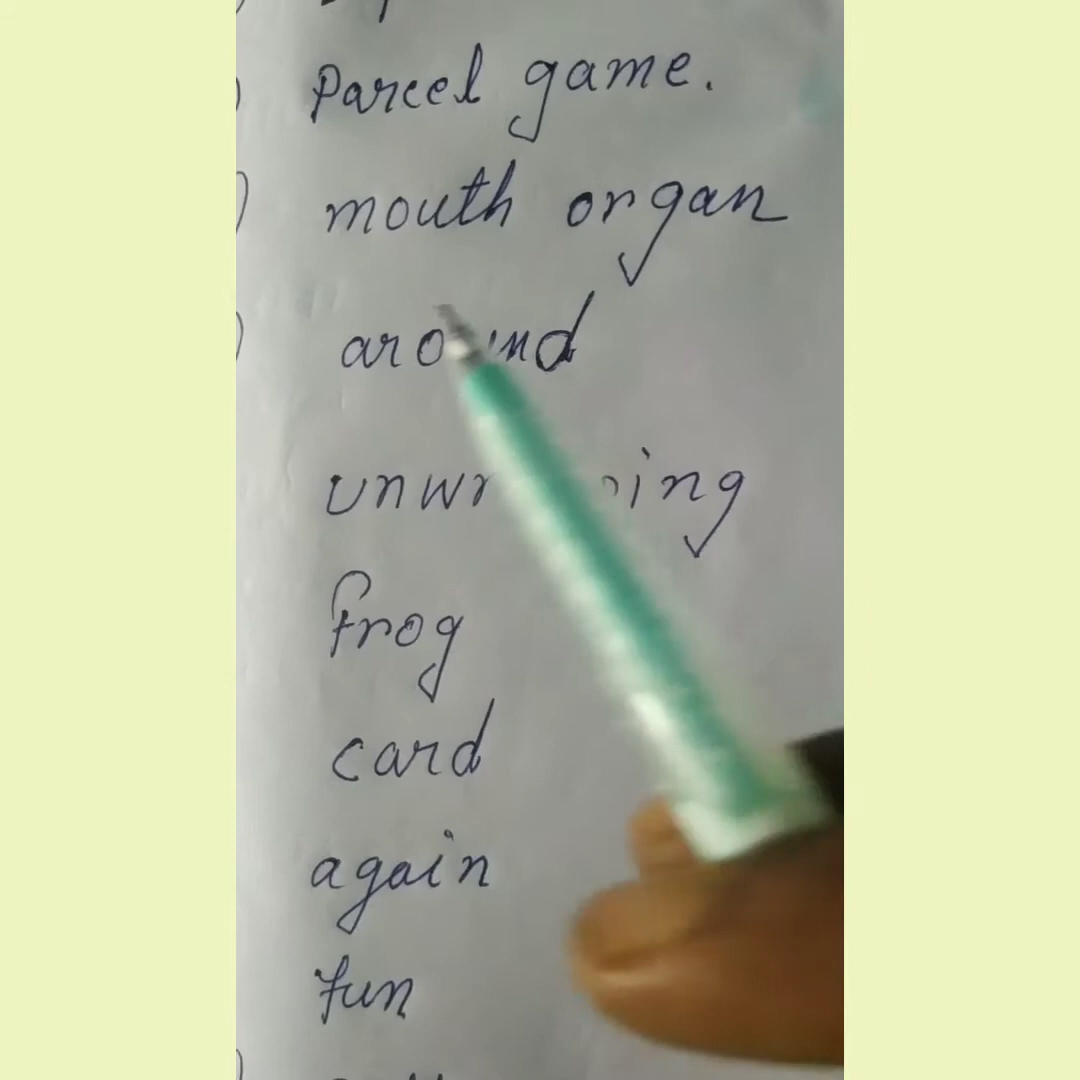 Parcel game.
mouth organ
around
frog
card
again
fun